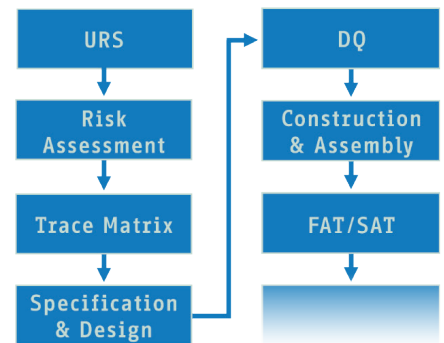 URS
Risk
Assessment
Trace Matrix
Specification
& Design
DQ
Construction
& Assembly
FAT/SAT